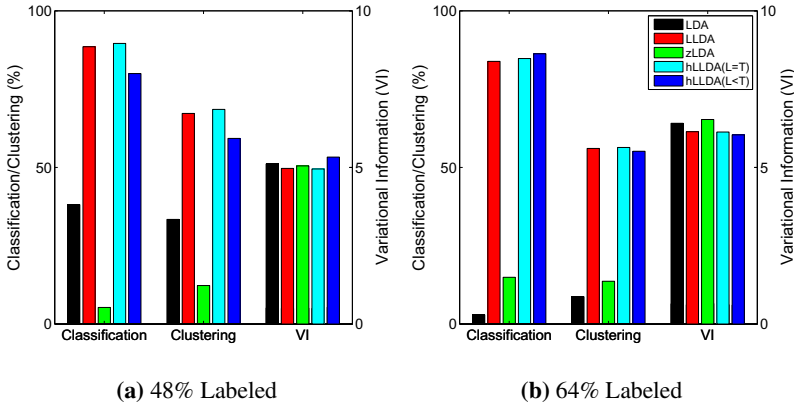 100
50
0
Classification/Clustering (%)
Classification
Clustering
VI
10
5
0
Variational Information (VI)
(a) 48% Labeled
100
50
0
Classification/Clustering (%)
Classification
Clustering
VI
10
5
0
Variational Information (VI)
LDA
LLDA
zLDA
hLLDA(L=T)
hLLDA(L<T)
(b) 64% Labeled